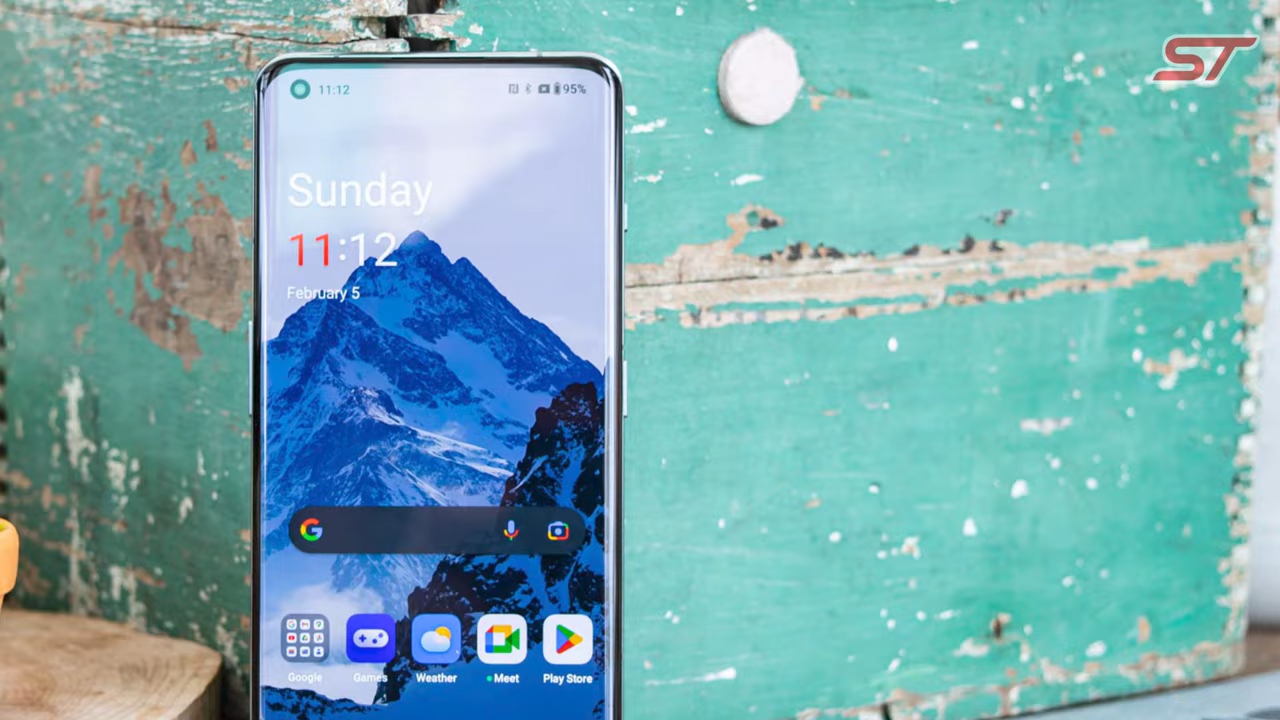 ST
11:12
95%
Sunday
11:12
February 5
Google
Games
Weather
Meet
Play Store